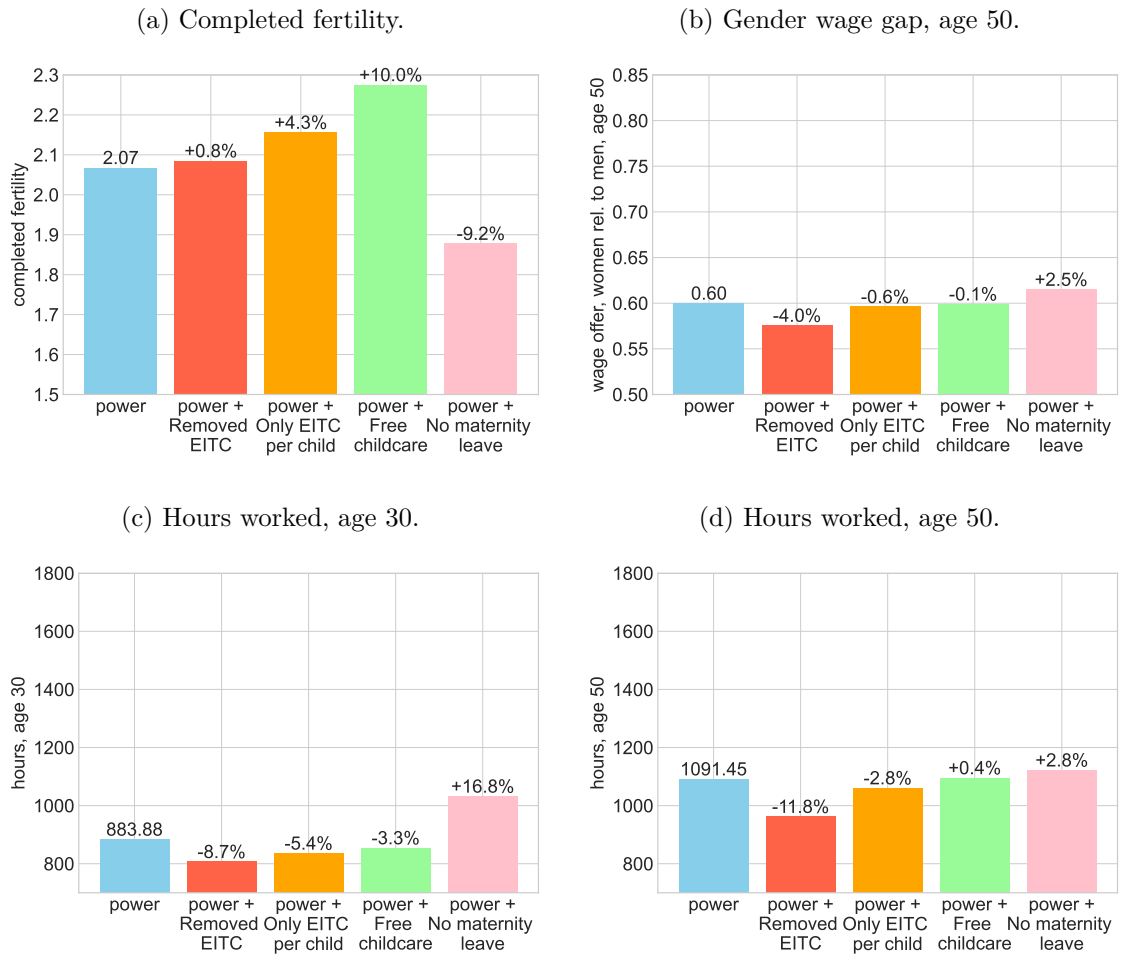 (a) Completed fertility.
completed fertility
2.3
2.2
2.1
2.0
1.9
1.8
1.7
1.6
1.5
2.07
+0.8%
+4.3%
+10.0%
-9.2%
power
power +
Removed
EITC
power +
Only EITC
per child
power +
Free
childcare
power +
No maternity
leave
(b) Gender wage gap, age 50.
wage offer, women rel. to men, age 50
0.85
0.80
0.75
0.70
0.65
0.60
0.55
0.50
0.60
-4.0%
-0.6%
-0.1%
+2.5%
power
power +
Removed
EITC
power +
Only EITC
per child
power +
Free
childcare
power +
No maternity
leave
(c) Hours worked, age 30.
hours, age 30
1800
1600
1400
1200
1000
800
883.88
-8.7%
-5.4%
-3.3%
+16.8%
power
power +
Removed
EITC
power +
Only EITC
per child
power +
Free
childcare
power +
No maternity
leave
(d) Hours worked, age 50.
hours, age 50
1800
1600
1400
1200
1000
800
1091.45
-11.8%
-2.8%
+0.4%
+2.8%
power
power +
Removed
EITC
power +
Only EITC
per child
power +
Free
childcare
power +
No maternity
leave